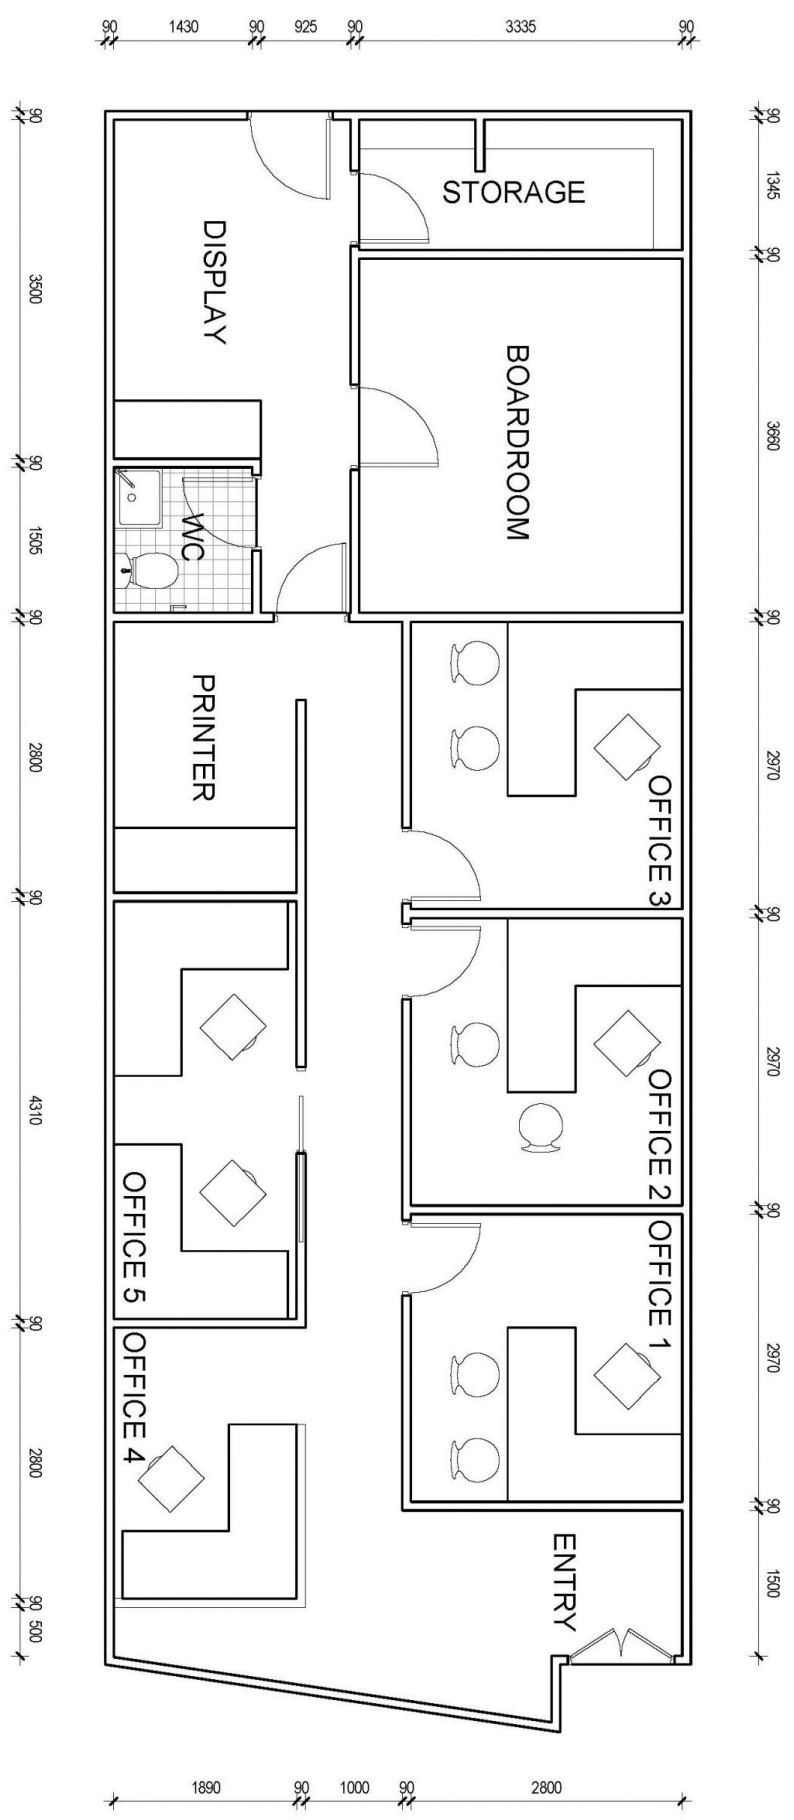 90 1430 90 925 90 3335 90
90
3500
90
1505
90
2800
90
4310
90
2800
90
500
90
1345
90
3660
90
2970
90
2970
90
2970
90
1500
STORAGE
DISPLAY
BOARDROOM
WC
PRINTER
OFFICE 3
OFFICE 2
OFFICE 1
OFFICE 5
OFFICE 4
ENTRY
1890 90 1000 90 2800